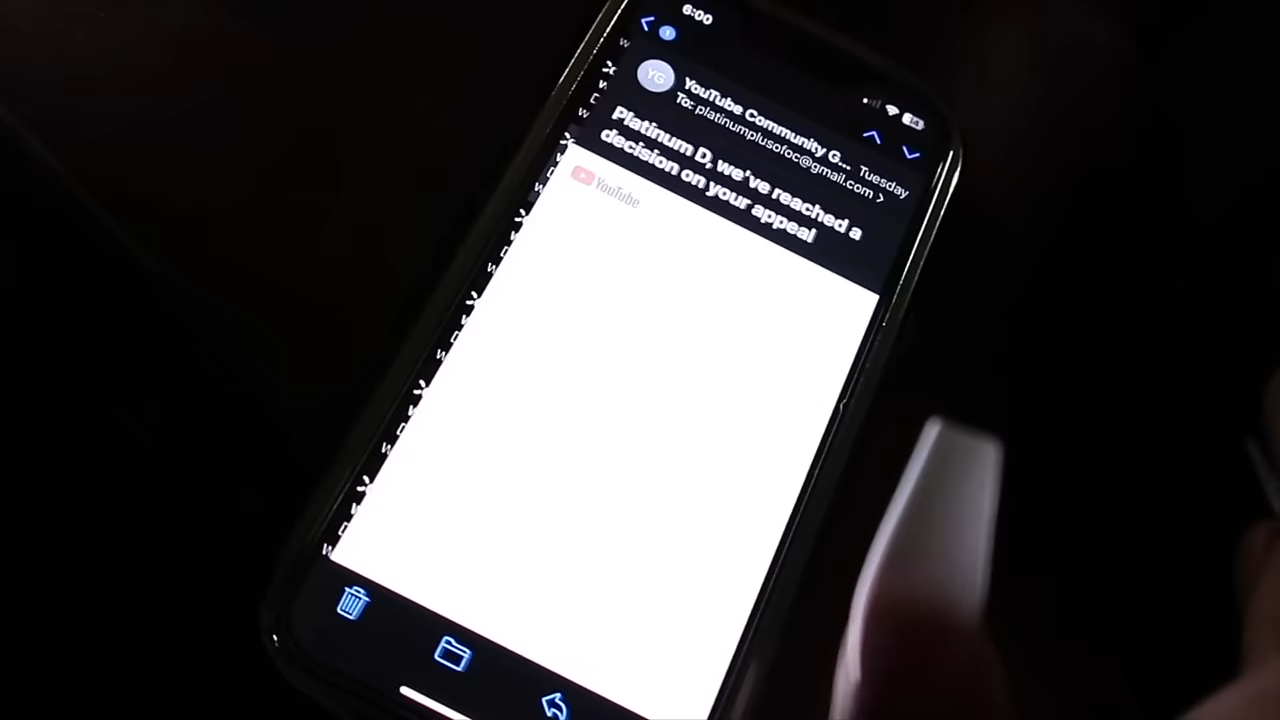 6:00
14
YG
YouTube Community G...
Tuesday
To: platinumplusofoc@gmail.com
Platinum D, we've reached a
decision on your appeal
YouTube